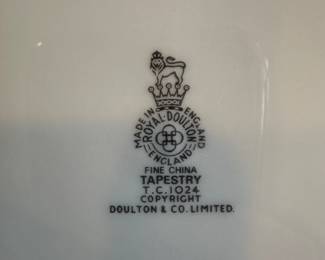 MADE IN ENGLAND
ROYAL DOULTON
ENGLAND
FINE CHINA
TAPESTRY
T.C.1024
COPYRIGHT
DOULTON & CO. LIMITED.